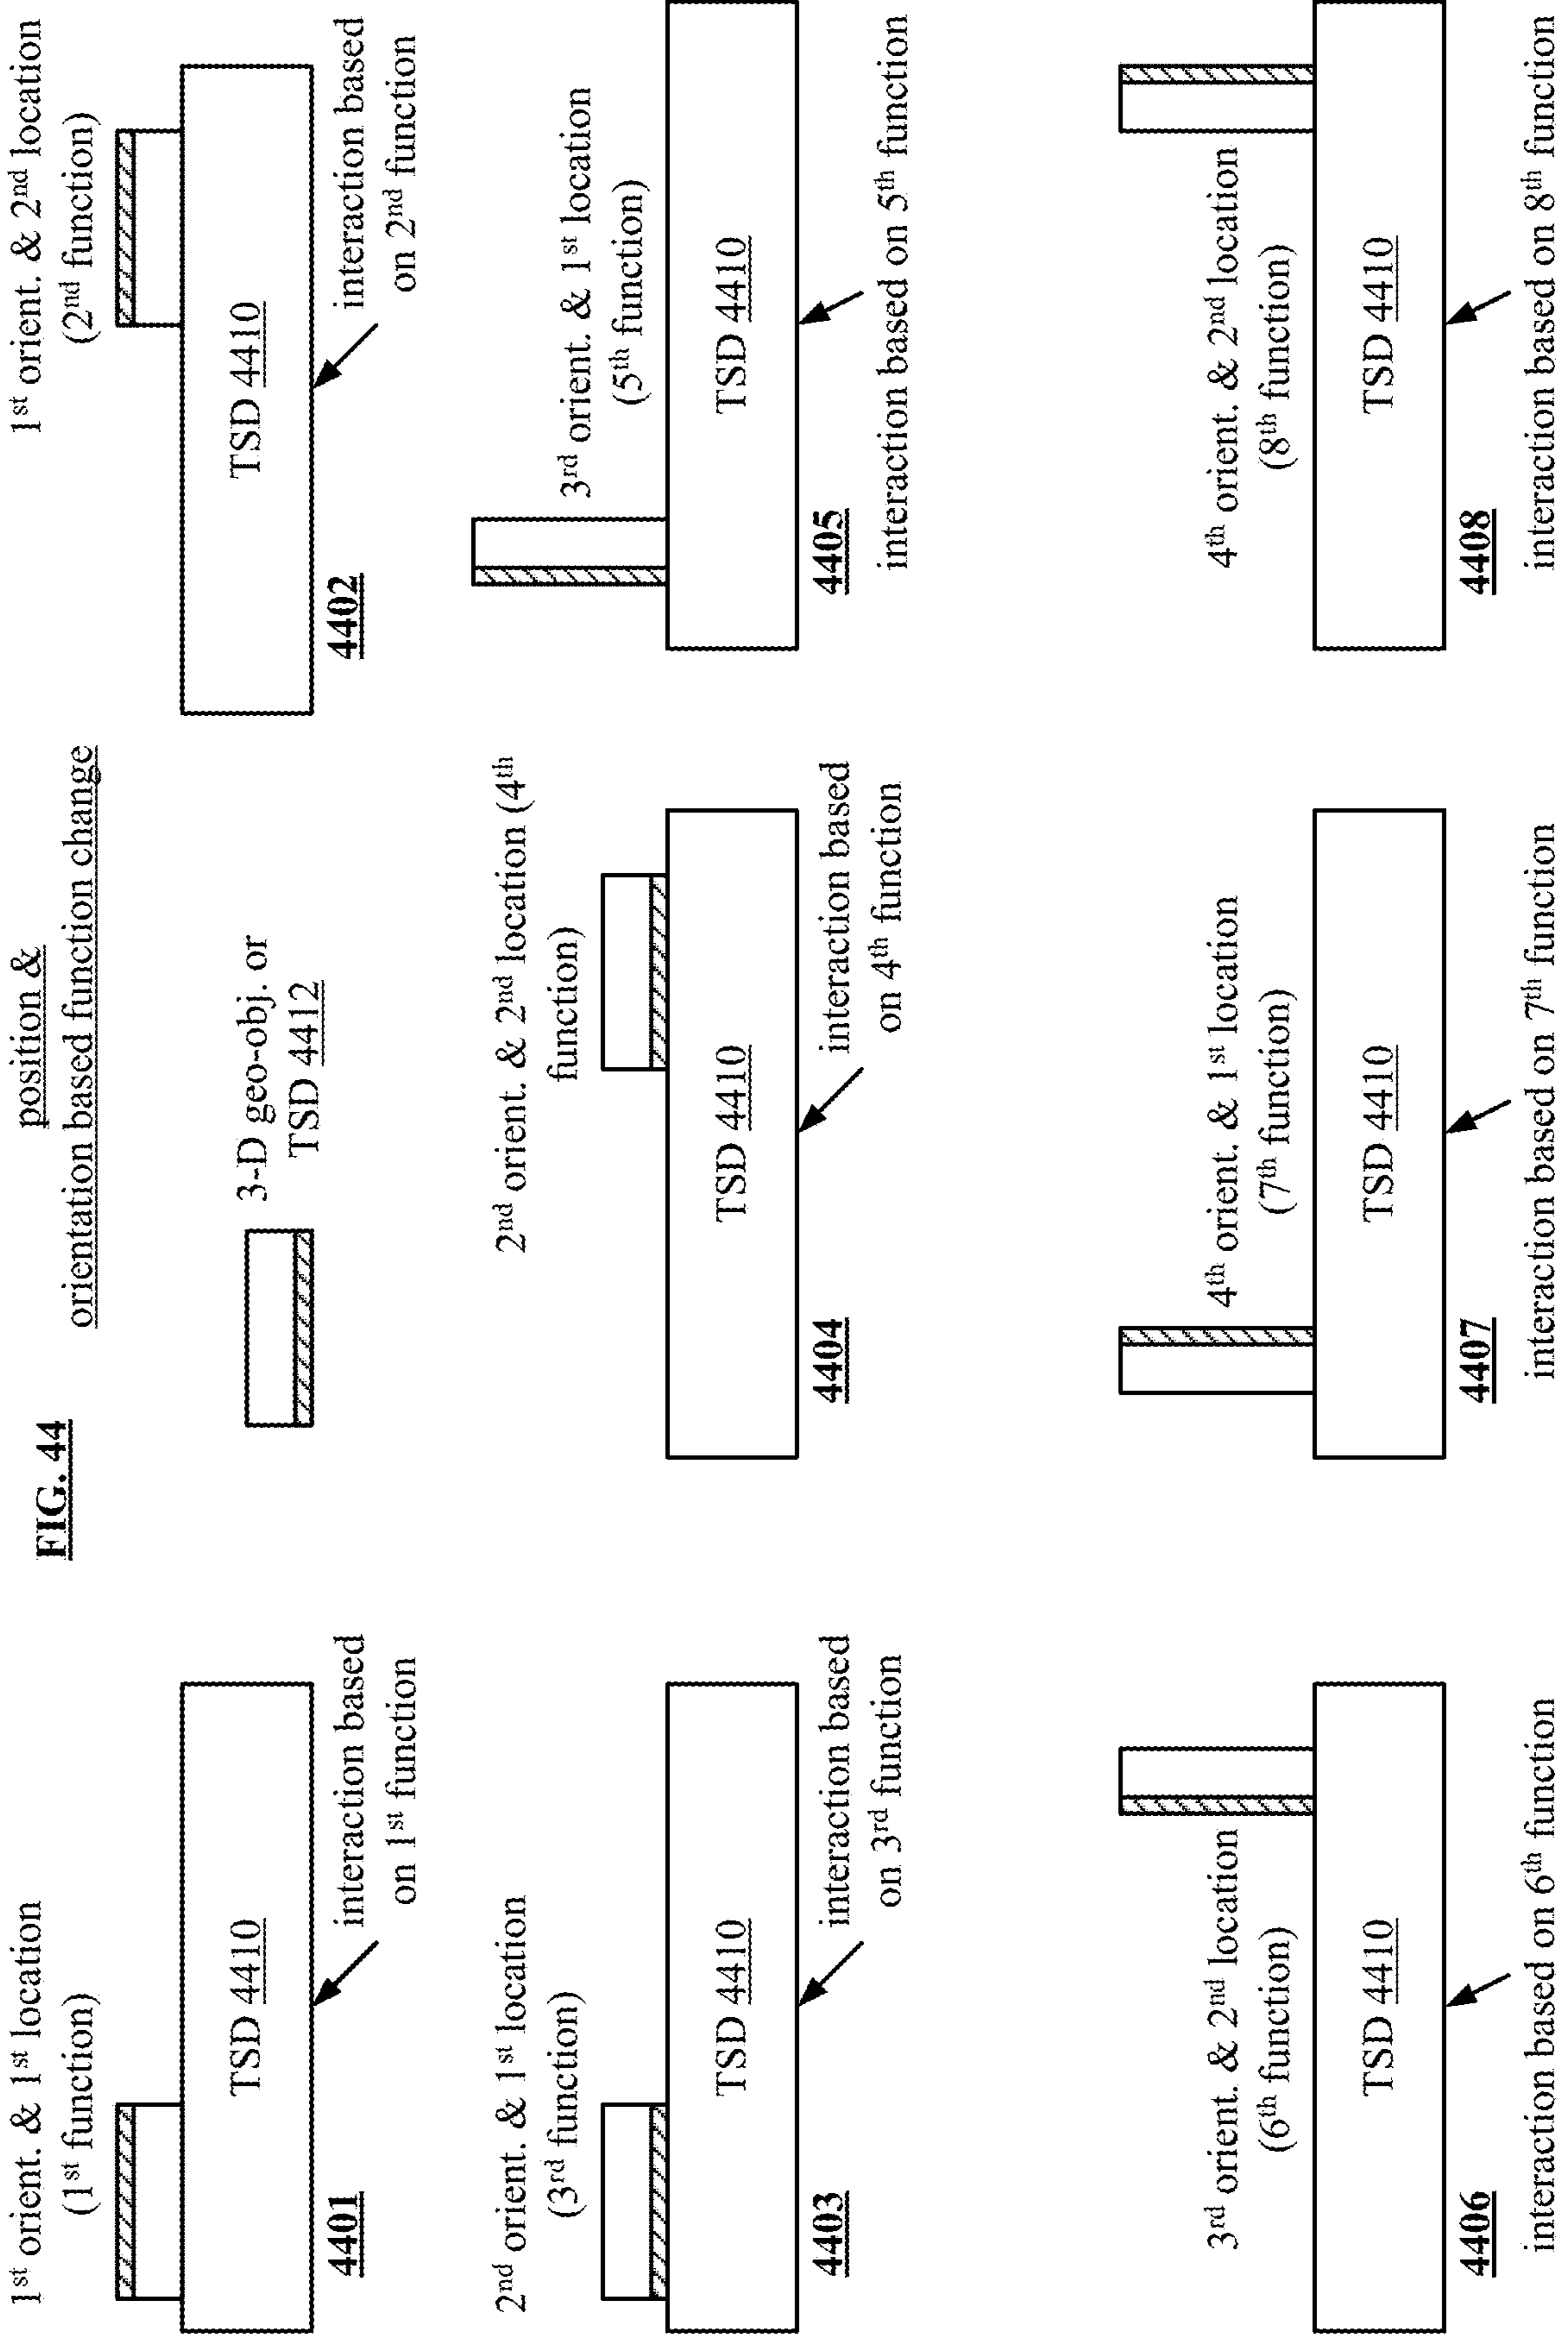 FIG. 44
position &
orientation based function change
1st orient. & 1st location
(1st function)
TSD 4410
4401
interaction based
on 1st function
3-D geo-obj. or
TSD 4412
1st orient. & 2nd location
(2nd function)
TSD 4410
4402
interaction based
on 2nd function
2nd orient. & 1st location
(3rd function)
TSD 4410
4403
interaction based
on 3rd function
2nd orient. & 2nd location (4th
function)
TSD 4410
4404
interaction based
on 4th function
3rd orient. & 1st location
(5th function)
TSD 4410
4405
interaction based on 5th function
3rd orient. & 2nd location
(6th function)
TSD 4410
4406
interaction based on 6th function
4th orient. & 1st location
(7th function)
TSD 4410
4407
interaction based on 7th function
4th orient. & 2nd location
(8th function)
TSD 4410
4408
interaction based on 8th function